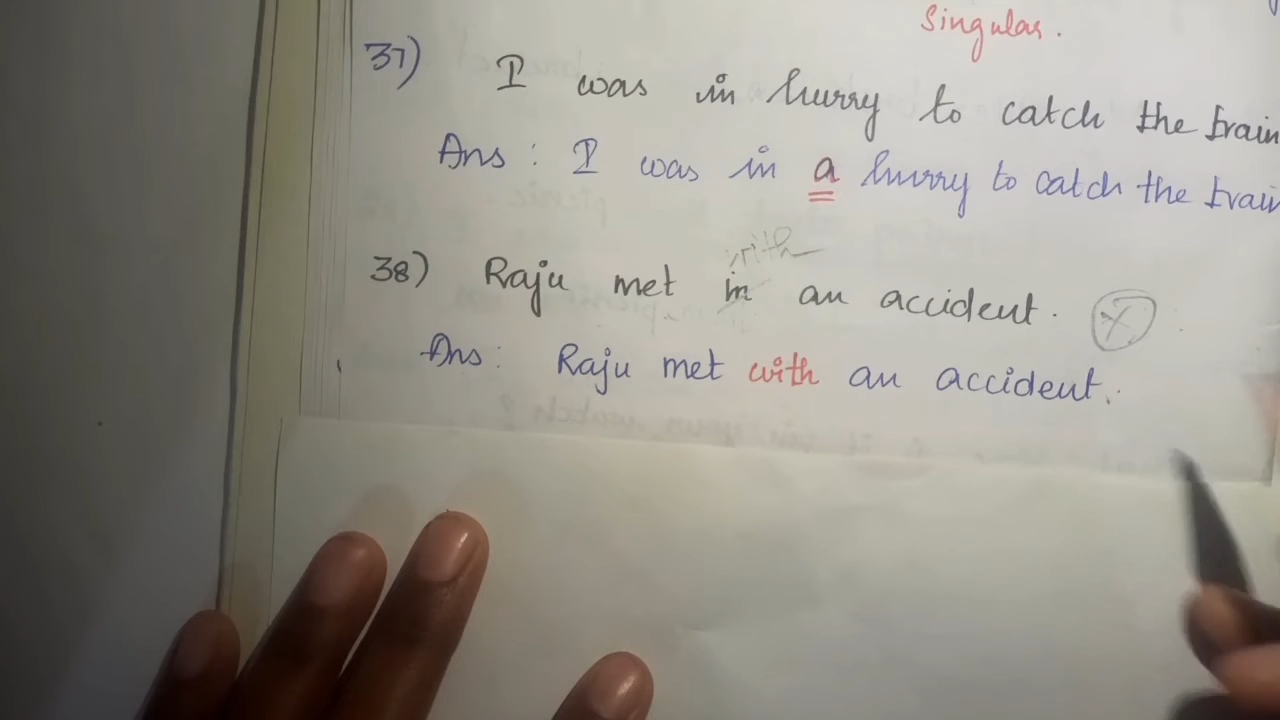 Singular.
37) I was in hurry to catch the train
Ans : I was in a hurry to catch the train
with
38) Raju met in an accident. X
Ans : Raju met with an accident.